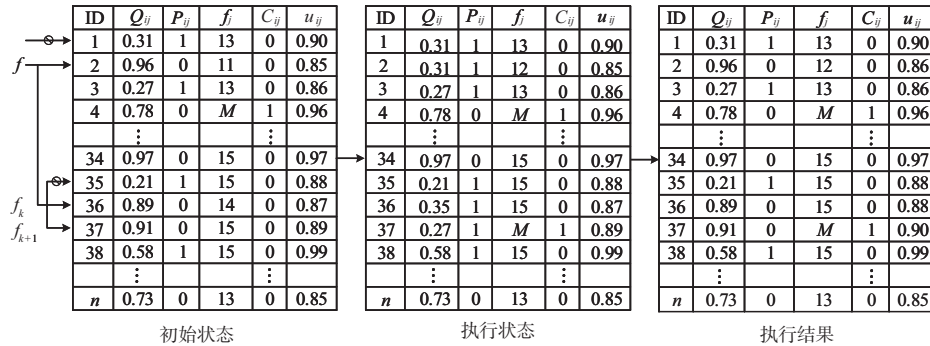 ID Q_ij P_ij f_j C_ij u_ij
1 0.31 1 13 0 0.90
f 2 0.96 0 11 0 0.85
3 0.27 1 13 0 0.86
4 0.78 0 M 1 0.96
⋮ ⋮
34 0.97 0 15 0 0.97
35 0.21 1 15 0 0.88
f_k 36 0.89 0 14 0 0.87
f_k+1 37 0.91 0 15 0 0.89
38 0.58 1 15 0 0.99
⋮ ⋮
n 0.73 0 13 0 0.85
初始状态
ID Q_ij P_ij f_j C_ij u_ij
1 0.31 1 13 0 0.90
2 0.31 1 12 0 0.85
3 0.27 1 13 0 0.86
4 0.78 0 M 1 0.96
⋮ ⋮
34 0.97 0 15 0 0.97
35 0.21 1 15 0 0.88
36 0.35 1 15 0 0.87
37 0.27 1 M 1 0.89
38 0.58 1 15 0 0.99
⋮ ⋮
n 0.73 0 13 0 0.85
执行状态
ID Q_ij P_ij f_j C_ij u_ij
1 0.31 1 13 0 0.90
2 0.96 0 12 0 0.86
3 0.27 1 13 0 0.86
4 0.78 0 M 1 0.96
⋮ ⋮
34 0.97 0 15 0 0.97
35 0.21 1 15 0 0.88
36 0.89 0 15 0 0.88
37 0.91 0 M 1 0.90
38 0.58 1 15 0 0.99
⋮ ⋮
n 0.73 0 13 0 0.85
执行结果